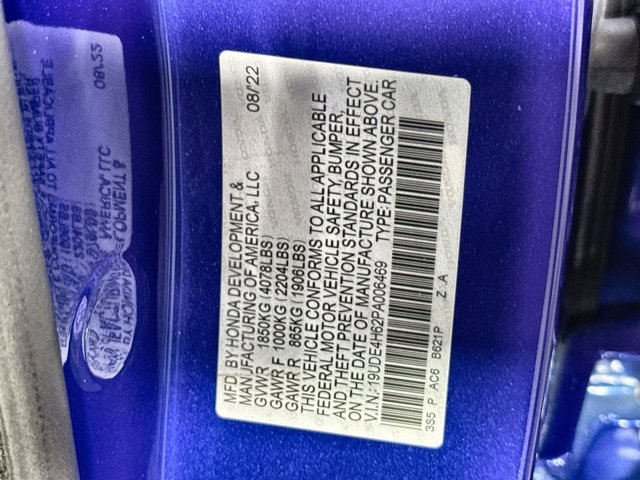 MFD BY HONDA DEVELOPMENT &
MANUFACTURING OF AMERICA, LLC 08/22
GVWR 1850KG (4078LBS)
GAWR F 1000KG (2204LBS)
GAWR R 865KG (1906LBS)
THIS VEHICLE CONFORMS TO ALL APPLICABLE
FEDERAL MOTOR VEHICLE SAFETY, BUMPER,
AND THEFT PREVENTION STANDARDS IN EFFECT
ON THE DATE OF MANUFACTURE SHOWN ABOVE.
V.I.N. 19UDE4H62PA006469 TYPE: PASSENGER CAR
3S5 P AC6 B621P Z A